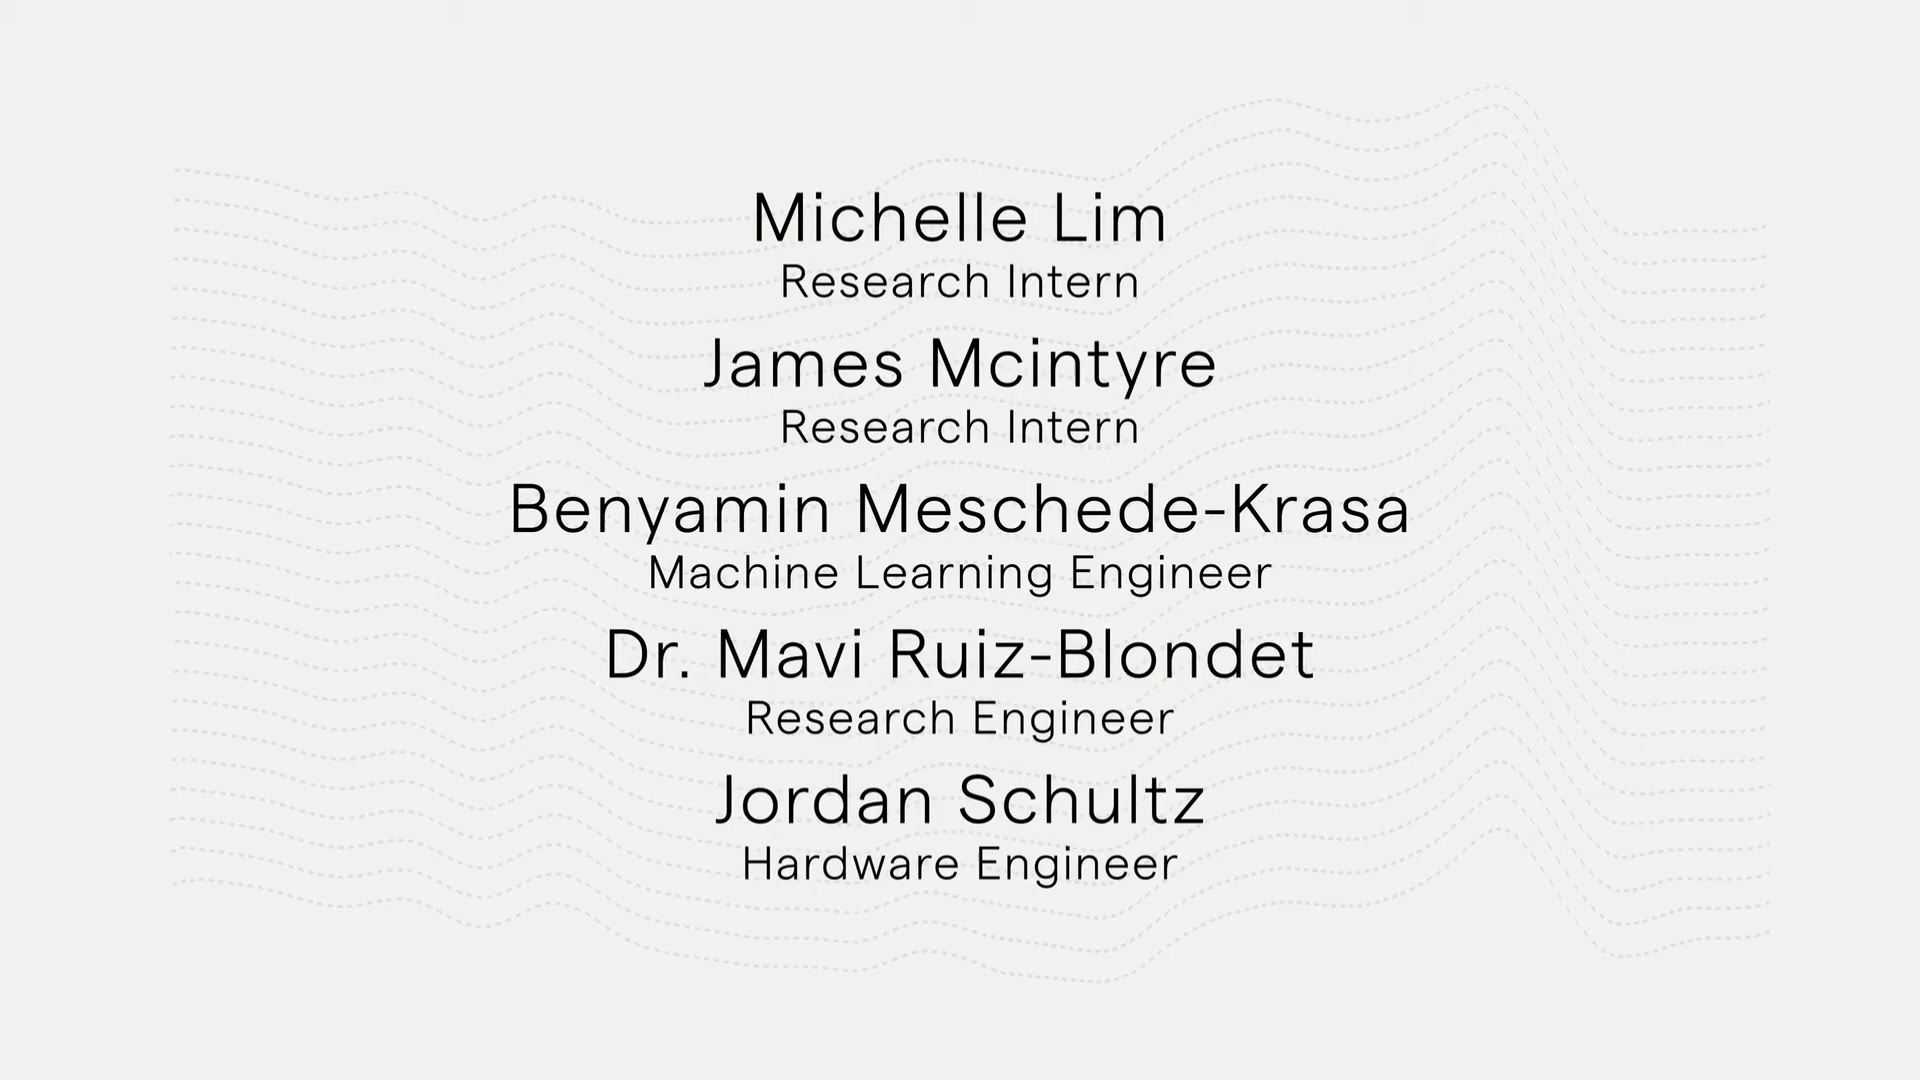 Michelle Lim
Research Intern
James Mcintyre
Research Intern
Benyamin Meschede-Krasa
Machine Learning Engineer
Dr. Mavi Ruiz-Blondet
Research Engineer
Jordan Schultz
Hardware Engineer